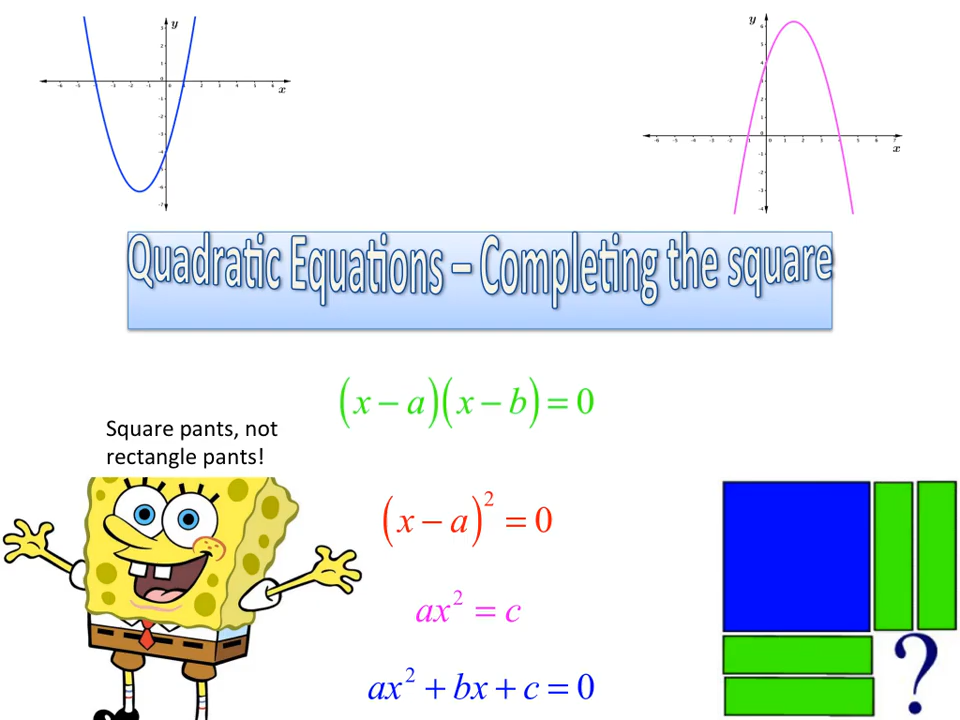 y
x
y
x
Quadratic Equations – Completing the square
(x − a)(x − b) = 0
Square pants, not
rectangle pants!
(x − a)² = 0
ax² = c
ax² + bx + c = 0
?